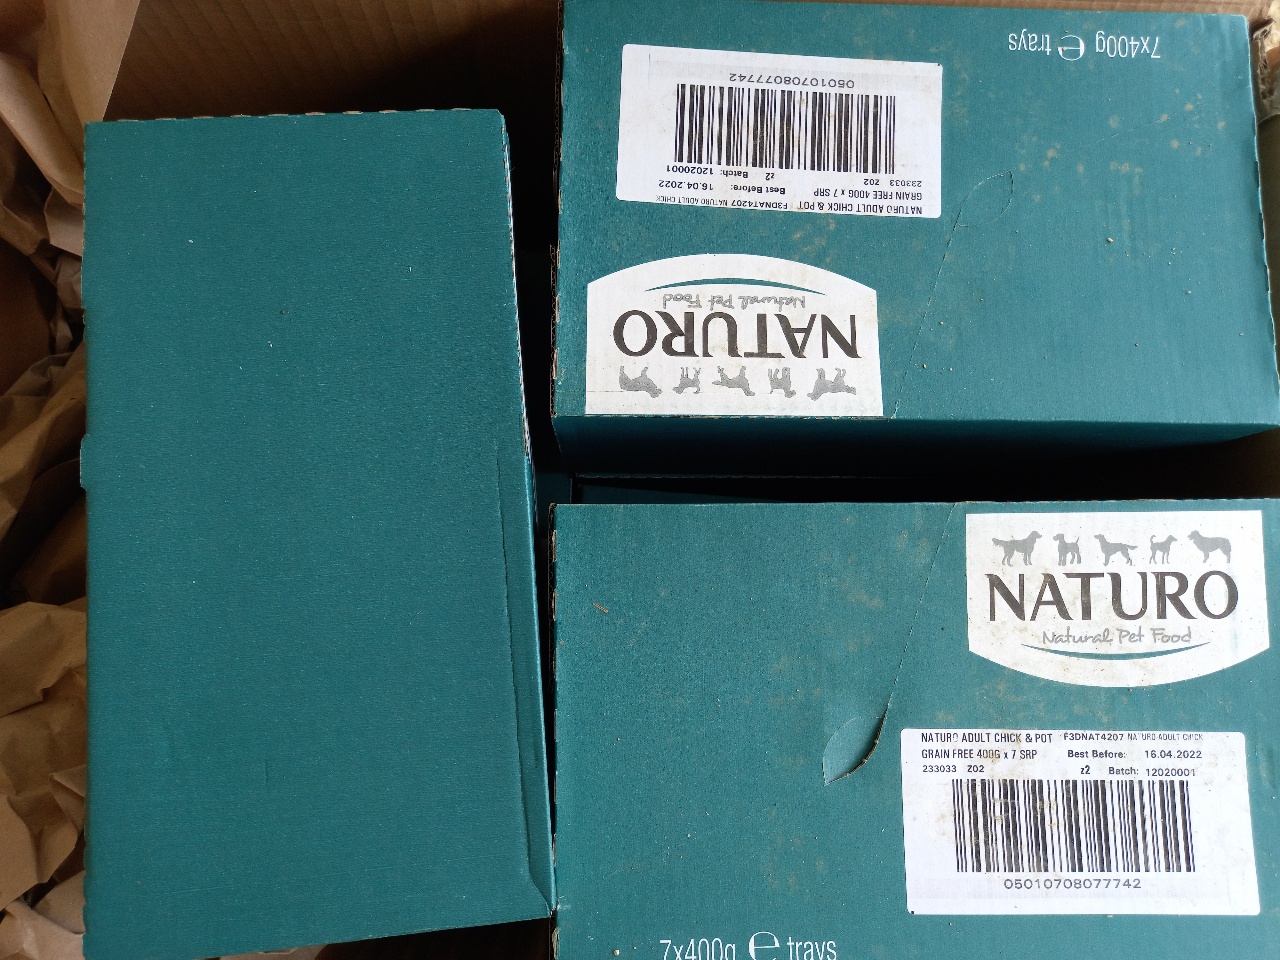 7x400g e trays
05010708077742
z2 Batch: 12020001
233033 Z02
Best Before: 16.04.2022
GRAIN FREE 400G x 7 SRP
NATURO ADULT CHICK & POT F3DNAT4207 NATURO ADULT CHICK
Natural Pet Food
NATURO
NATURO
Natural Pet Food
NATURO ADULT CHICK & POT F3DNAT4207 NATURO ADULT CHICK
GRAIN FREE 400G x 7 SRP Best Before: 16.04.2022
233033 Z02 z2 Batch: 12020001
05010708077742
7x400g e trays